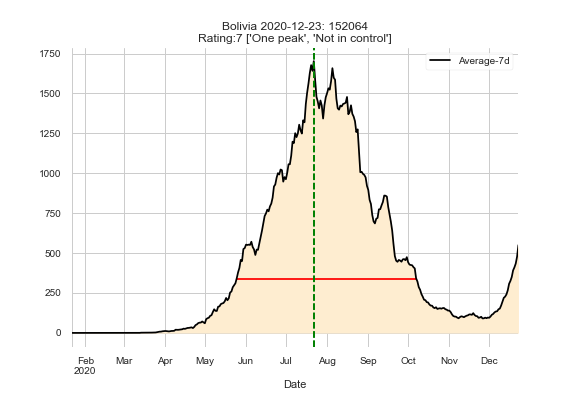 Bolivia 2020-12-23: 152064
Rating:7 ['One peak', 'Not in control']
Average-7d
1750
1500
1250
1000
750
500
250
0
Feb Mar Apr May Jun Jul Aug Sep Oct Nov Dec
2020
Date